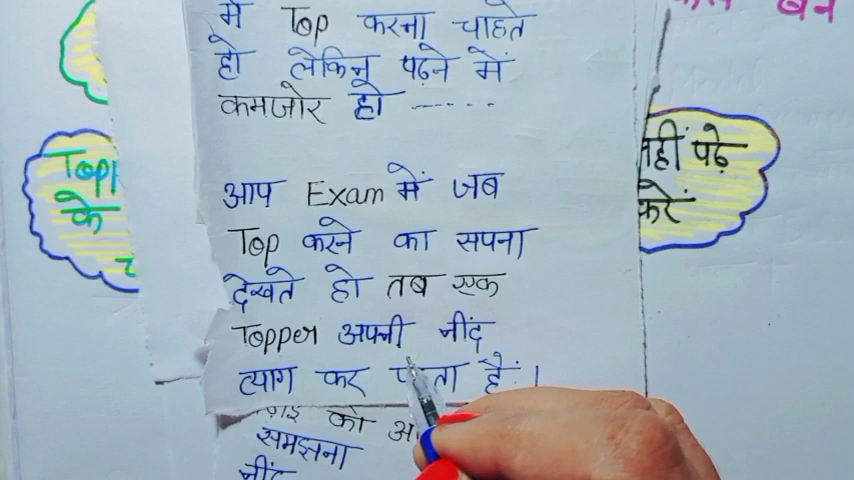 में Top करना चाहते
हो लेकिन पढ़ने में
कमजोर हो ------
आप Exam में जब
Top करने का सपना
देखते हो तब एक
Topper अपनी नींद
त्याग कर पढ़ता हैं।
को
समझना
नींद
Top
के
नहीं पढ़े
करें
बन